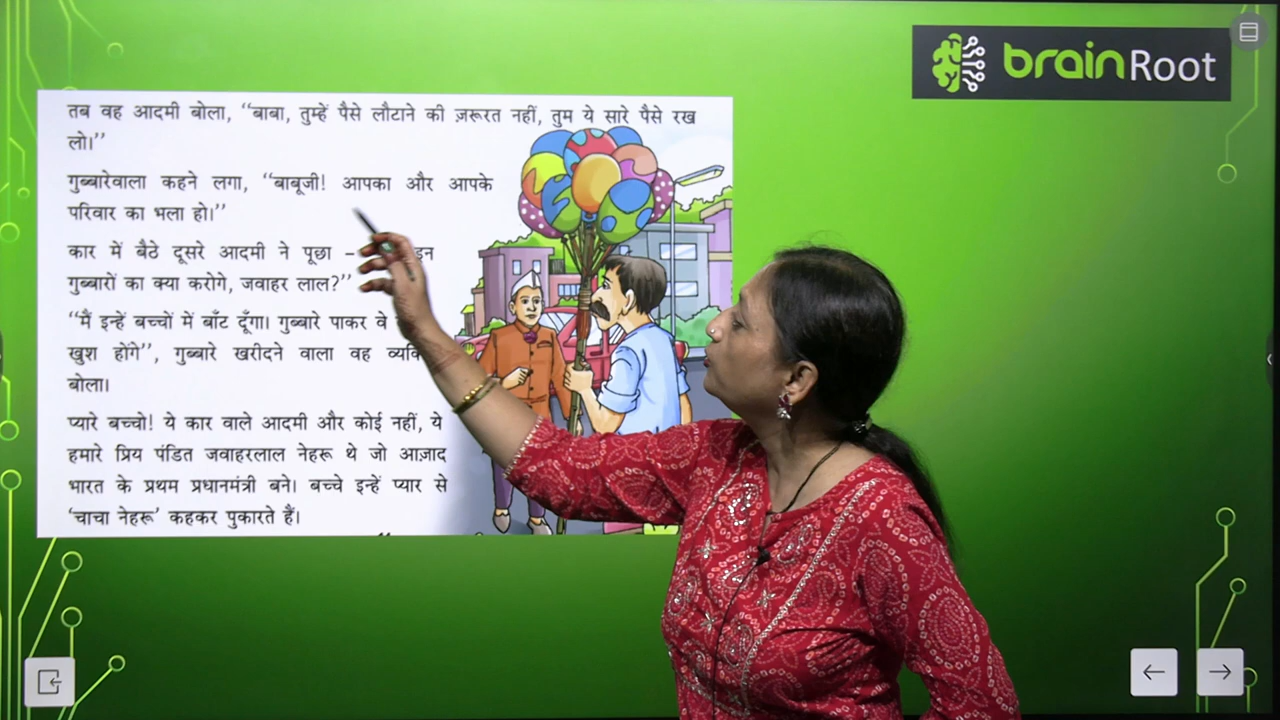 brainRoot
तब वह आदमी बोला, “बाबा, तुम्हें पैसे लौटाने की ज़रूरत नहीं, तुम ये सारे पैसे रख
लो।”
गुब्बारेवाला कहने लगा, “बाबूजी! आपका और आपके
परिवार का भला हो।”
कार में बैठे दूसरे आदमी ने पूछा –
गुब्बारों का क्या करोगे, जवाहर लाल?”
“मैं इन्हें बच्चों में बाँट दूँगा। गुब्बारे पाकर वे
खुश होंगे”, गुब्बारे खरीदने वाला वह
बोला।
प्यारे बच्चो! ये कार वाले आदमी और कोई नहीं, ये
हमारे प्रिय पंडित जवाहरलाल नेहरू थे जो आज़ाद
भारत के प्रथम प्रधानमंत्री बने। बच्चे इन्हें प्यार से
‘चाचा नेहरू’ कहकर पुकारते हैं।